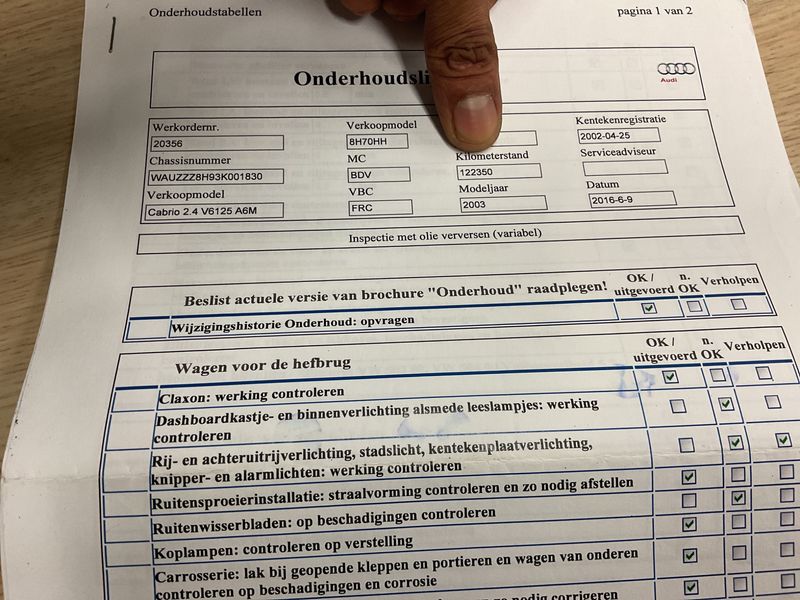 Onderhoudstabellen
pagina 1 van 2
Onderhoudsli
Audi
Werkordernr.
20356
Verkoopmodel
8H70HH
Kentekenregistratie
2002-04-25
Chassisnummer
WAUZZZ8H93K001830
MC
BDV
Kilometerstand
122350
Serviceadviseur
Verkoopmodel
Cabrio 2.4 V6125 A6M
VBC
FRC
Modeljaar
2003
Datum
2016-6-9
Inspectie met olie verversen (variabel)
Beslist actuele versie van brochure "Onderhoud" raadplegen!
OK /
uitgevoerd
n.
OK
Verholpen
Wijzigingshistorie Onderhoud: opvragen
Wagen voor de hefbrug
OK /
uitgevoerd
n.
OK
Verholpen
Claxon: werking controleren
Dashboardkastje- en binnenverlichting alsmede leeslampjes: werking
controleren
Rij- en achteruitrijverlichting, stadslicht, kentekenplaatverlichting,
knipper- en alarmlichten: werking controleren
Ruitensproeierinstallatie: straalvorming controleren en zo nodig afstellen
Ruitenwisserbladen: op beschadigingen controleren
Koplampen: controleren op verstelling
Carrosserie: lak bij geopende kleppen en portieren en wagen van onderen
controleren op beschadigingen en corrosie
nodig corrigeren